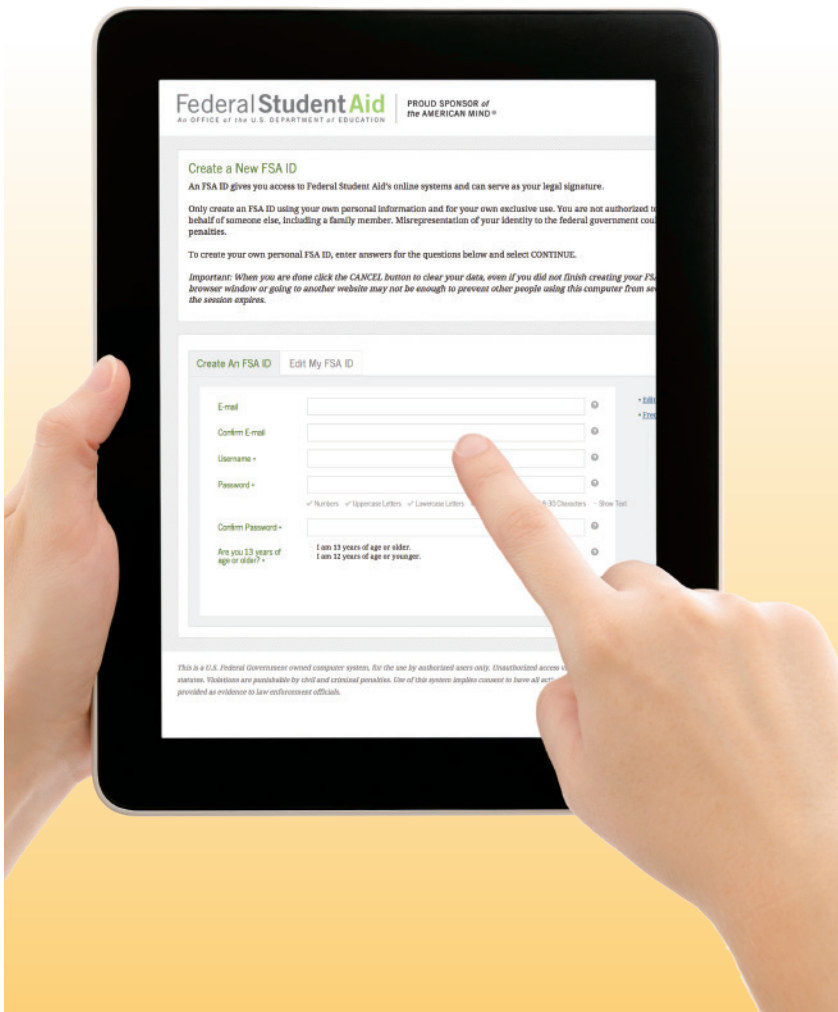 Federal Student Aid
An OFFICE of the U.S. DEPARTMENT of EDUCATION
PROUD SPONSOR of
the AMERICAN MIND®
Create a New FSA ID
An FSA ID gives you access to Federal Student Aid's online systems and can serve as your legal signature.
Only create an FSA ID using your own personal information and for your own exclusive use. You are not authorized to
behalf of someone else, including a family member. Misrepresentation of your identity to the federal government
penalties.
To create your own personal FSA ID, enter answers for the questions below and select CONTINUE.
Important: When you are done click the CANCEL button to clear your data, even if you did not finish creating your
browser window or going to another website may not be enough to prevent other people using this computer from
the session expires.
Create An FSA ID Edit My FSA ID
E-mail
Confirm E-mail
Username •
Password •
✓ Numbers ✓ Uppercase Letters ✓ Lowercase Letters Characters - Show Text
Confirm Password •
Are you 13 years of
age or older? •
I am 13 years of age or older.
I am 12 years of age or younger.
This is a U.S. Federal Government owned computer system, for the use by authorized users only. Unauthorized access
statutes. Violations are punishable by civil and criminal penalties. Use of this system implies consent to have all
provided as evidence to law enforcement officials.